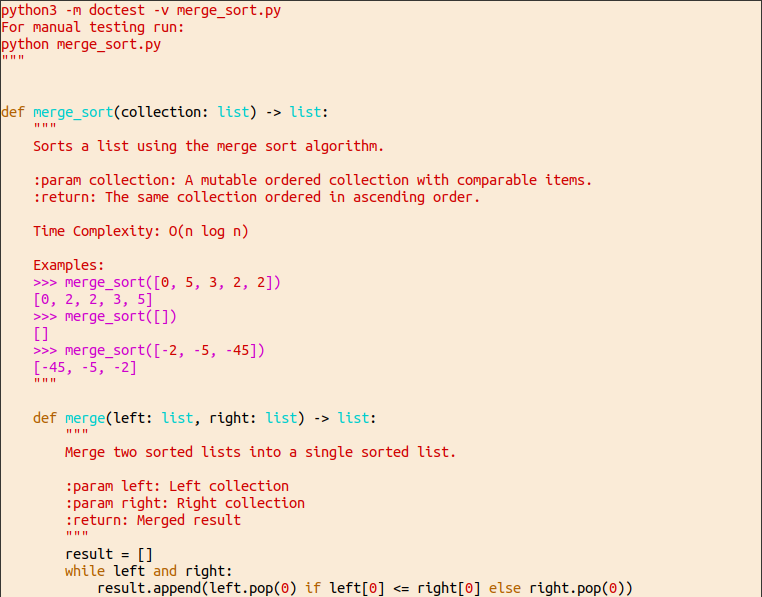 python3 -m doctest -v merge_sort.py
For manual testing run:
python merge_sort.py
"""


def merge_sort(collection: list) -> list:
    """
    Sorts a list using the merge sort algorithm.

    :param collection: A mutable ordered collection with comparable items.
    :return: The same collection ordered in ascending order.

    Time Complexity: O(n log n)

    Examples:
    >>> merge_sort([0, 5, 3, 2, 2])
    [0, 2, 2, 3, 5]
    >>> merge_sort([])
    []
    >>> merge_sort([-2, -5, -45])
    [-45, -5, -2]
    """

    def merge(left: list, right: list) -> list:
        """
        Merge two sorted lists into a single sorted list.

        :param left: Left collection
        :param right: Right collection
        :return: Merged result
        """
        result = []
        while left and right:
            result.append(left.pop(0) if left[0] <= right[0] else right.pop(0))